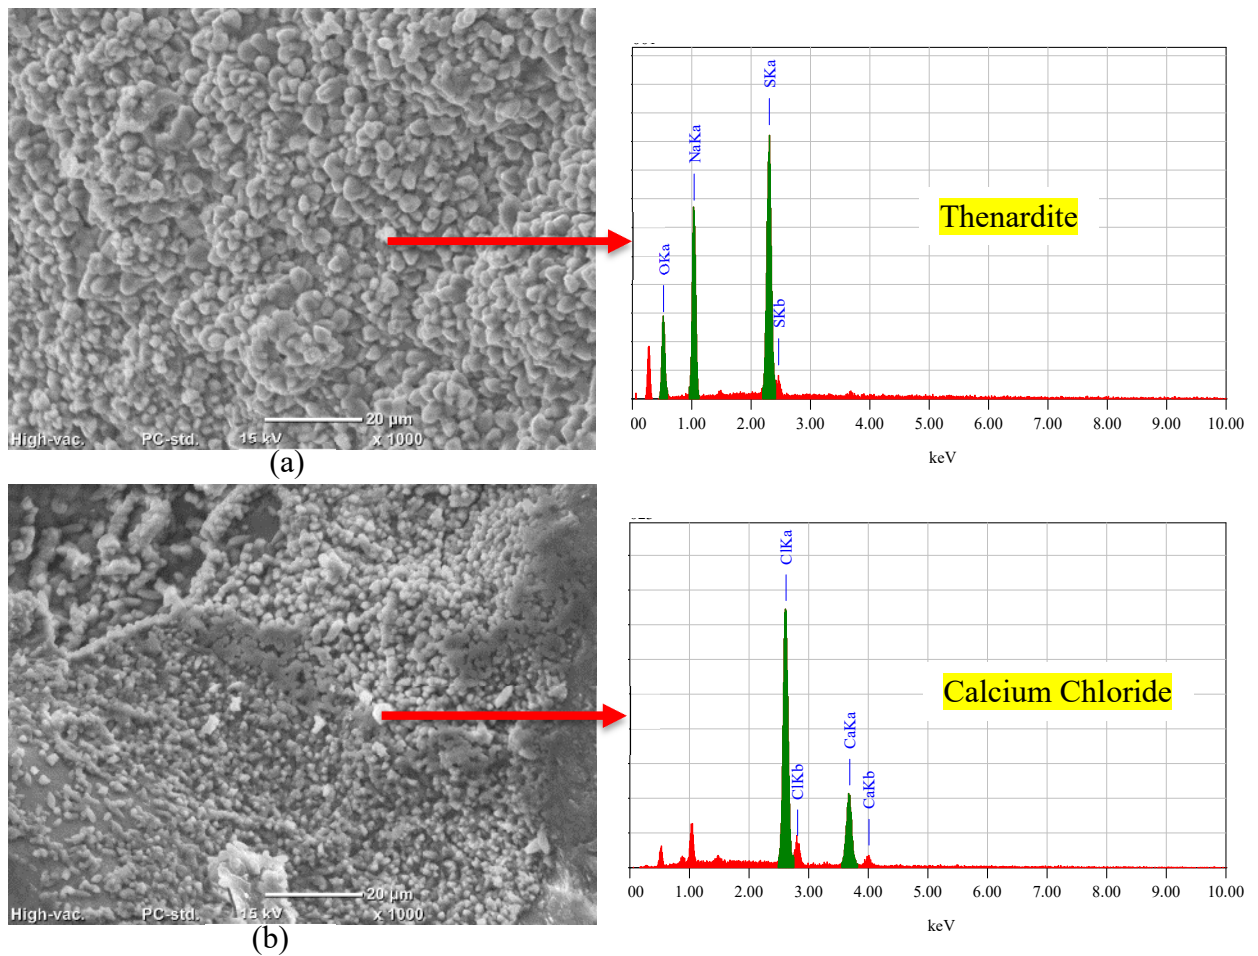 SKa
NaKa
OKa
SKb
Thenardite
00 1.00 2.00 3.00 4.00 5.00 6.00 7.00 8.00 9.00 10.00
keV
20 µm
High-vac. PC-std. 15 kV x 1000
(a)
ClKa
ClKb
CaKa
CaKb
Calcium Chloride
00 1.00 2.00 3.00 4.00 5.00 6.00 7.00 8.00 9.00 10.00
keV
20 µm
High-vac. PC-std. 15 kV x 1000
(b)